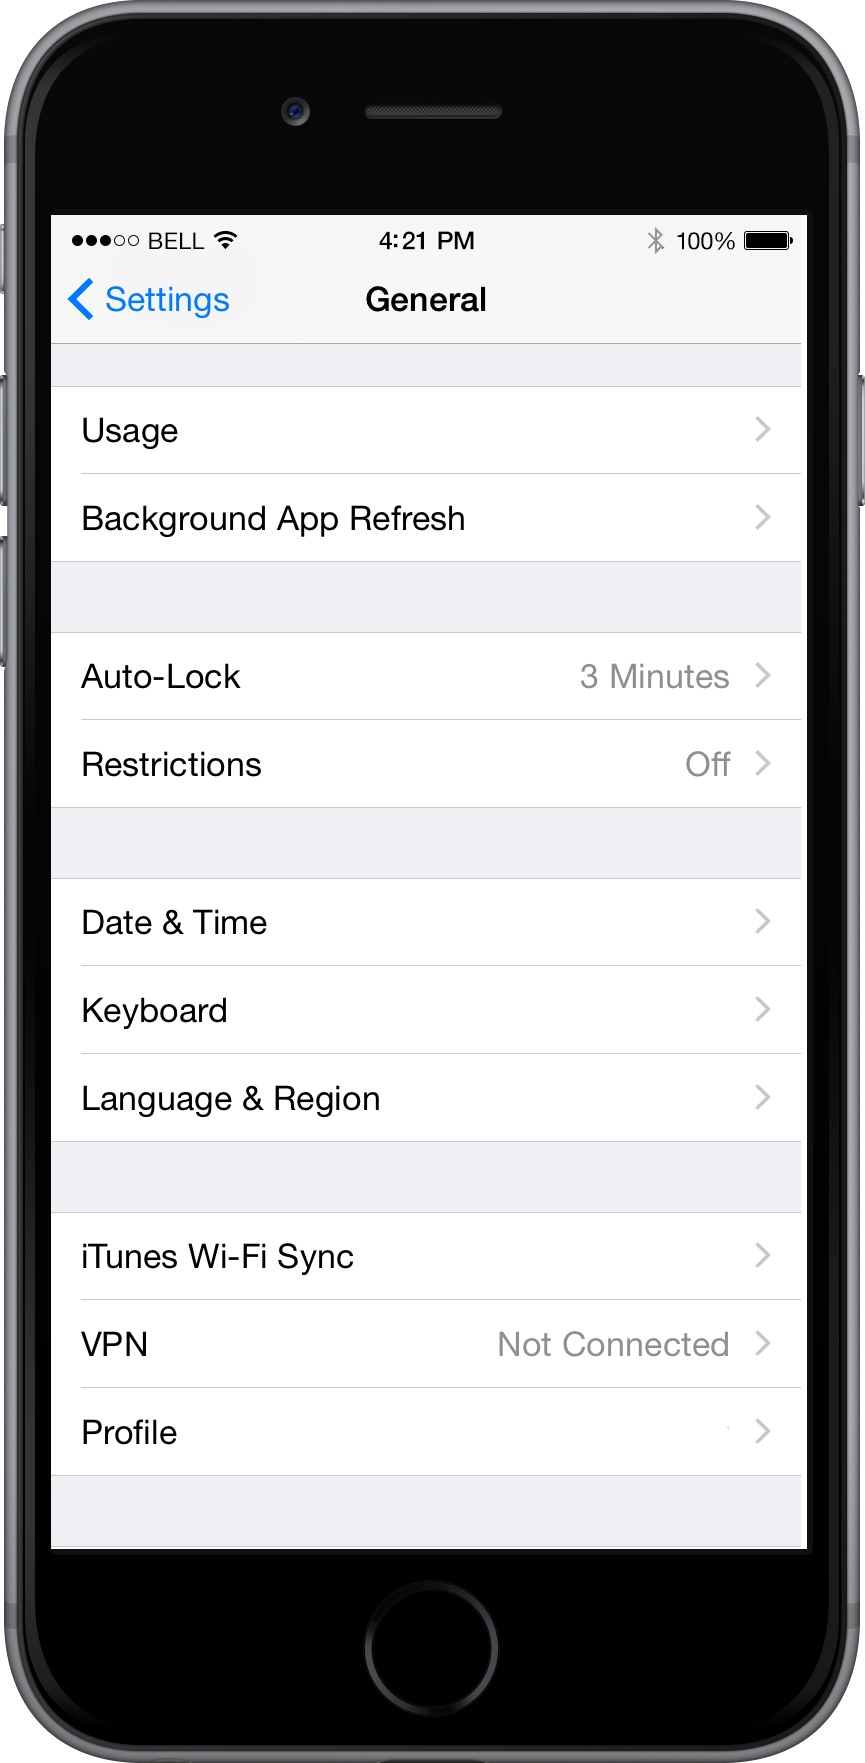 BELL 4:21 PM 100%
Settings General
Usage
Background App Refresh
Auto-Lock 3 Minutes
Restrictions Off
Date & Time
Keyboard
Language & Region
iTunes Wi-Fi Sync
VPN Not Connected
Profile